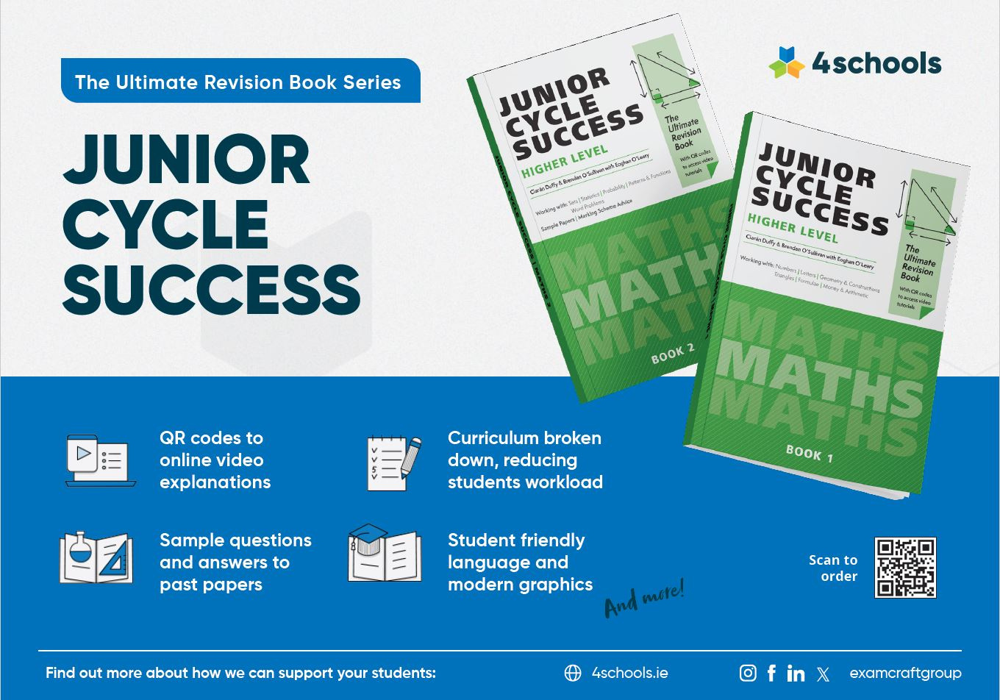 The Ultimate Revision Book Series
JUNIOR
CYCLE
SUCCESS
4schools
JUNIOR
CYCLE
SUCCESS
HIGHER LEVEL
Ciarán Duffy & Brendan O'Sullivan with Eoghan O'Leary
Working with: Sets | Statistics | Probability | Patterns & Functions
Word Problems
Sample Papers | Marking Scheme Advice
The
Ultimate
Revision
Book
With QR codes
to access video
tutorials
MATHS
MATHS
MATHS
BOOK 2
JUNIOR CYCLE SUCCESS | MATHS 2
JUNIOR
CYCLE
SUCCESS
HIGHER LEVEL
Ciarán Duffy & Brendan O'Sullivan with Eoghan O'Leary
Working with: Numbers | Letters | Geometry & Constructions
Triangles | Formulae | Money & Arithmetic
The
Ultimate
Revision
Book
With QR codes
to access video
tutorials
MATHS
MATHS
MATHS
BOOK 1
QR codes to
online video
explanations
Curriculum broken
down, reducing
students workload
Sample questions
and answers to
past papers
Student friendly
language and
modern graphics
And more!
Scan to
order
Find out more about how we can support your students:
4schools.ie
examcraftgroup